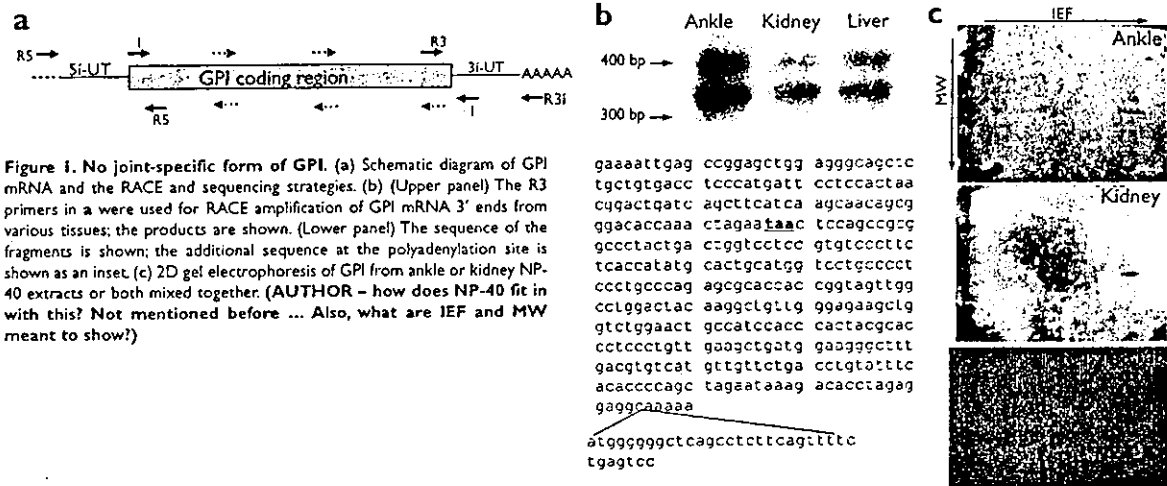 a
R5
I
R3
5i-UT
GPI coding region
3i-UT
AAAAA
R5
I
R3i
Figure 1. No joint-specific form of GPI. (a) Schematic diagram of GPI
mRNA and the RACE and sequencing strategies. (b) (Upper panel) The R3
primers in a were used for RACE amplification of GPI mRNA 3′ ends from
various tissues; the products are shown. (Lower panel) The sequence of the
fragments is shown; the additional sequence at the polyadenylation site is
shown as an inset. (c) 2D gel electrophoresis of GPI from ankle or kidney NP-
40 extracts or both mixed together. (AUTHOR – how does NP-40 fit in
with this? Not mentioned before ... Also, what are IEF and MW
meant to show?)
b
Ankle Kidney Liver
400 bp
300 bp
gaaaattgag ccggagctgg agggcagctc
tgctgtgacc tcccatgatt cctccactaa
cggactgatc agcttcatca agcaacagcg
ggacaccaaa ctagaataac tccagccgcg
gccctactga ctggtcctcc gtgtcccttc
tcaccatatg cactgcatgg tcctgcccct
ccctgcccag agcgcaccac cggtagttgg
cctggactac aaggctgttg gggagaagctg
gtctggaact gccatccacc cactacgcac
cctccctgtt gaagctgatg gaagggcttt
gacgtgtcat gttgttctga cctgtatttc
acaccccagc tagaataaag acacctagag
gaggcaaaaa
atggggggctcagcctcttcagttttc
tgagtcc
c
IEF
MW
Ankle
Kidney